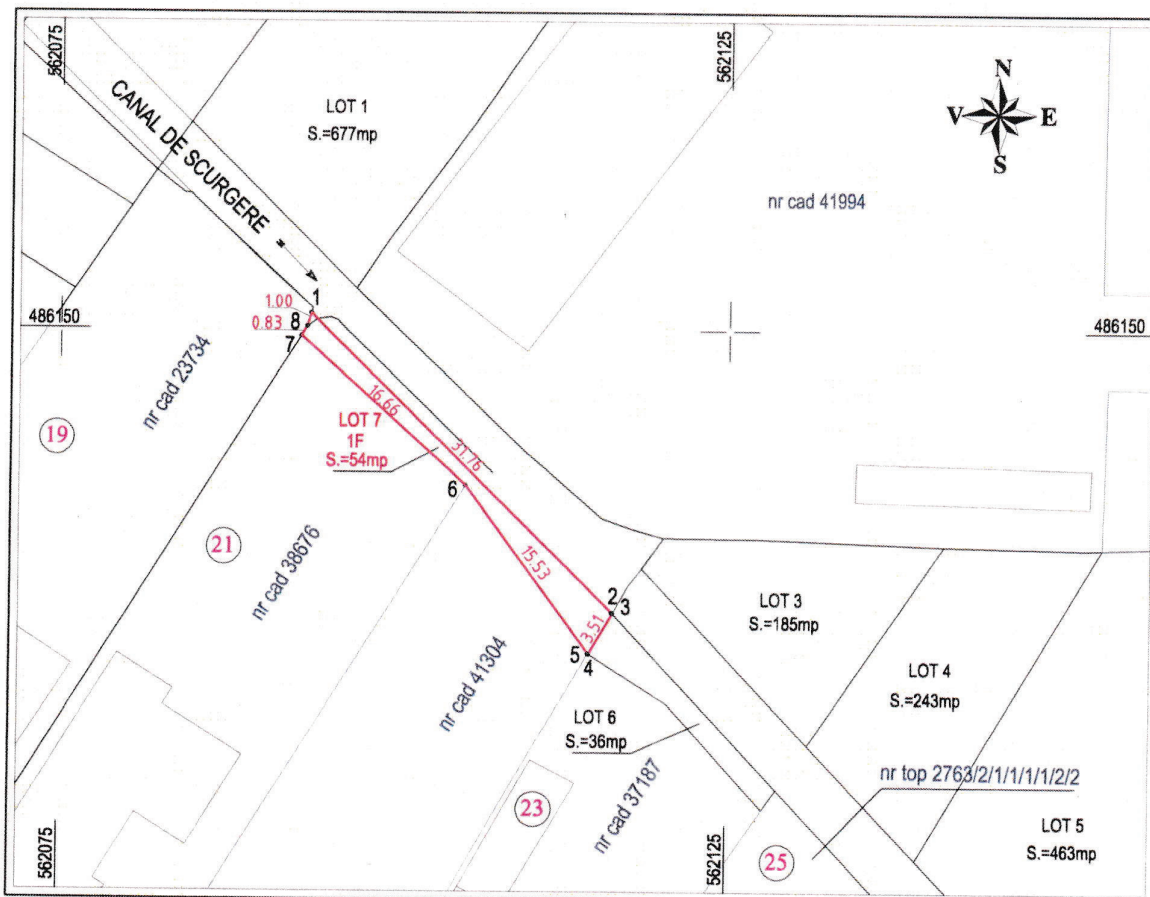 562075
562125
CANAL DE SCURGERE
LOT 1
S.=677mp
N
V
E
S
nr cad 41994
1.00
1
486150
8
0.83
7
486150
nr cad 23734
19
16.66
LOT 7
1F
S.=54mp
31.76
6
21
nr cad 38676
15.53
2
3
3.51
5
4
LOT 3
S.=185mp
nr cad 41304
LOT 4
S.=243mp
LOT 6
S.=36mp
nr top 2763/2/1/1/1/1/2/2
23
nr cad 37187
LOT 5
S.=463mp
25
562075
562125